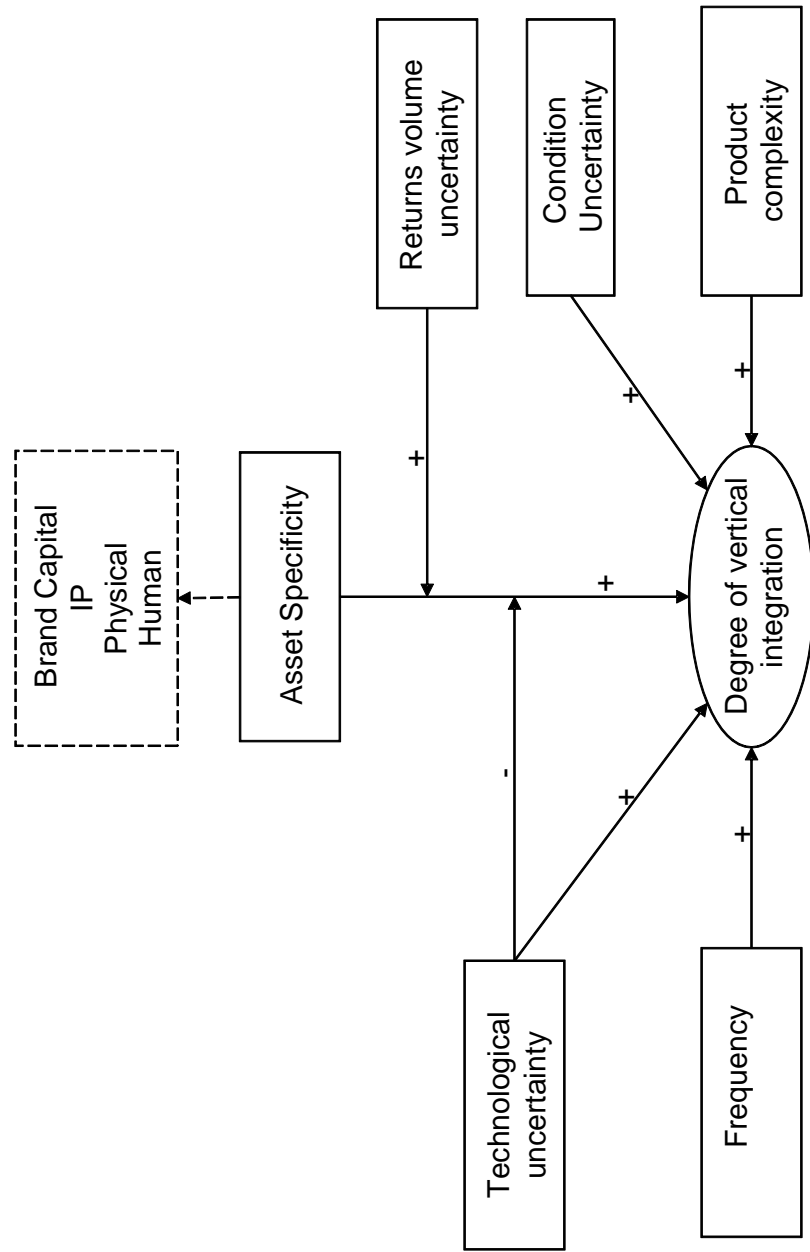 Brand Capital
IP
Physical
Human
Asset Specificity
Returns volume
uncertainty
+
Technological
uncertainty
-
+
+
Condition
Uncertainty
+
Frequency
+
Degree of vertical
integration
+
Product
complexity